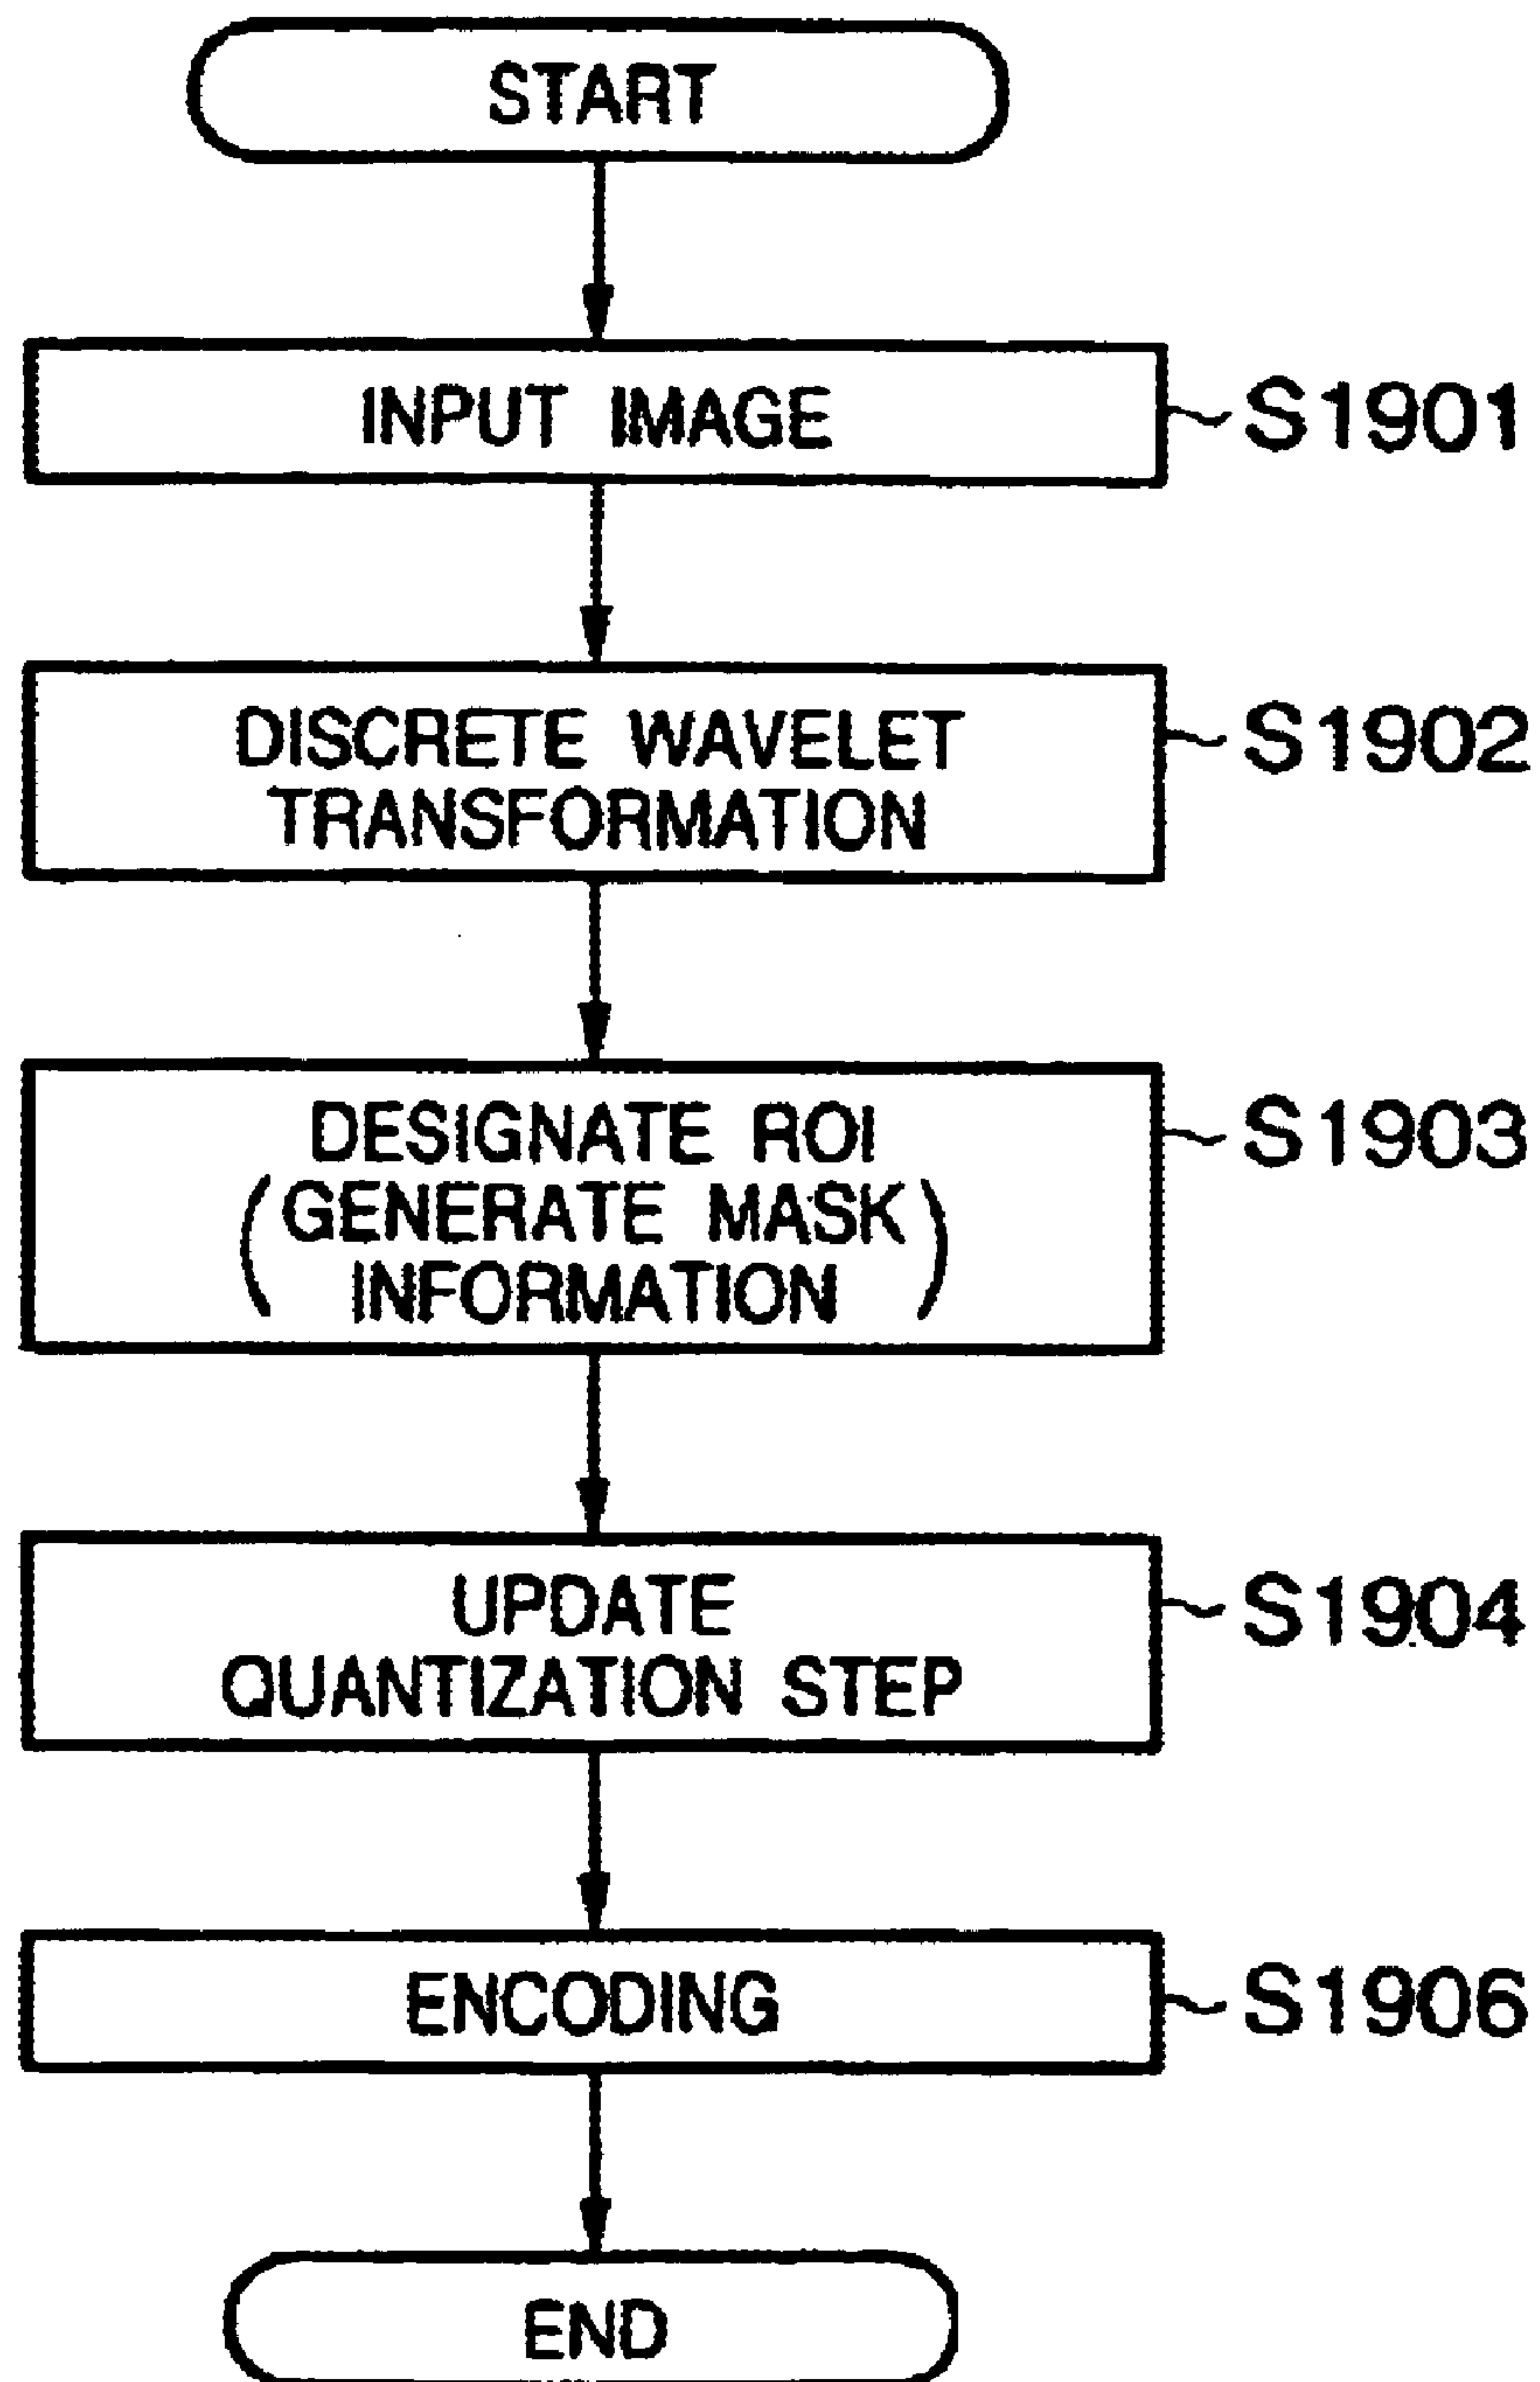 START
INPUT IMAGE
S1901
DISCRETE WAVELET
TRANSFORMATION
S1902
DESIGNATE ROI
(GENERATE MASK
INFORMATION)
S1903
UPDATE
QUANTIZATION STEP
S1904
ENCODING
S1906
END